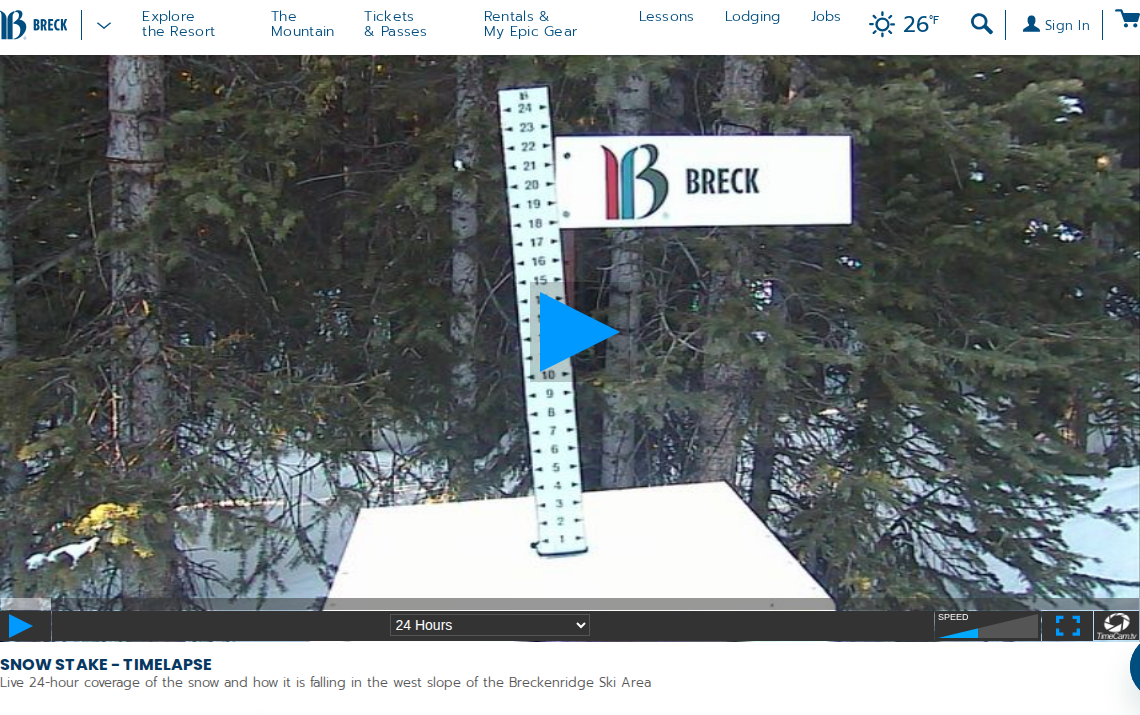 BRECK
Explore
the Resort
The
Mountain
Tickets
& Passes
Rentals &
My Epic Gear
Lessons
Lodging
Jobs
26°F
Sign In
B
24
23
22
21
20
19
18
17
16
15
10
9
8
7
6
5
4
3
2
1
BRECK
24 Hours
SPEED
TimeCam.tv
SNOW STAKE - TIMELAPSE
Live 24-hour coverage of the snow and how it is falling in the west slope of the Breckenridge Ski Area